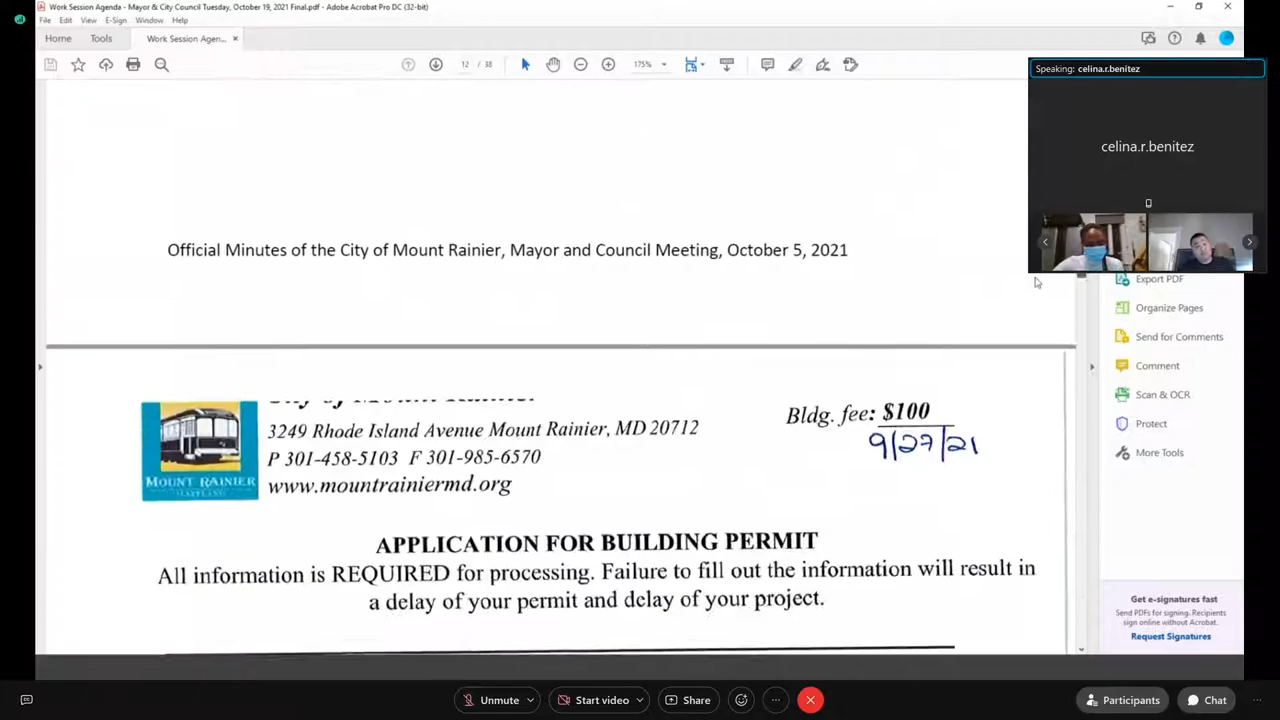 Work Session Agenda - Mayor & City Council Tuesday, October 19, 2021 Final.pdf - Adobe Acrobat Pro DC (32-bit)
File Edit View E-Sign Window Help
Home Tools Work Session Agen... ×
12 / 38 175%
Speaking: celina.r.benitez
celina.r.benitez
Official Minutes of the City of Mount Rainier, Mayor and Council Meeting, October 5, 2021
Export PDF
Organize Pages
Send for Comments
Comment
Scan & OCR
Protect
More Tools
City of Mount Rainier
3249 Rhode Island Avenue Mount Rainier, MD 20712
P 301-458-5103 F 301-985-6570
www.mountrainiermd.org
MOUNT RAINIER
MARYLAND
Bldg. fee: $100
9/27/21
APPLICATION FOR BUILDING PERMIT
All information is REQUIRED for processing. Failure to fill out the information will result in
a delay of your permit and delay of your project.
Get e-signatures fast
Send PDFs for signing. Recipients
sign online without Acrobat.
Request Signatures
Unmute Start video Share Participants Chat